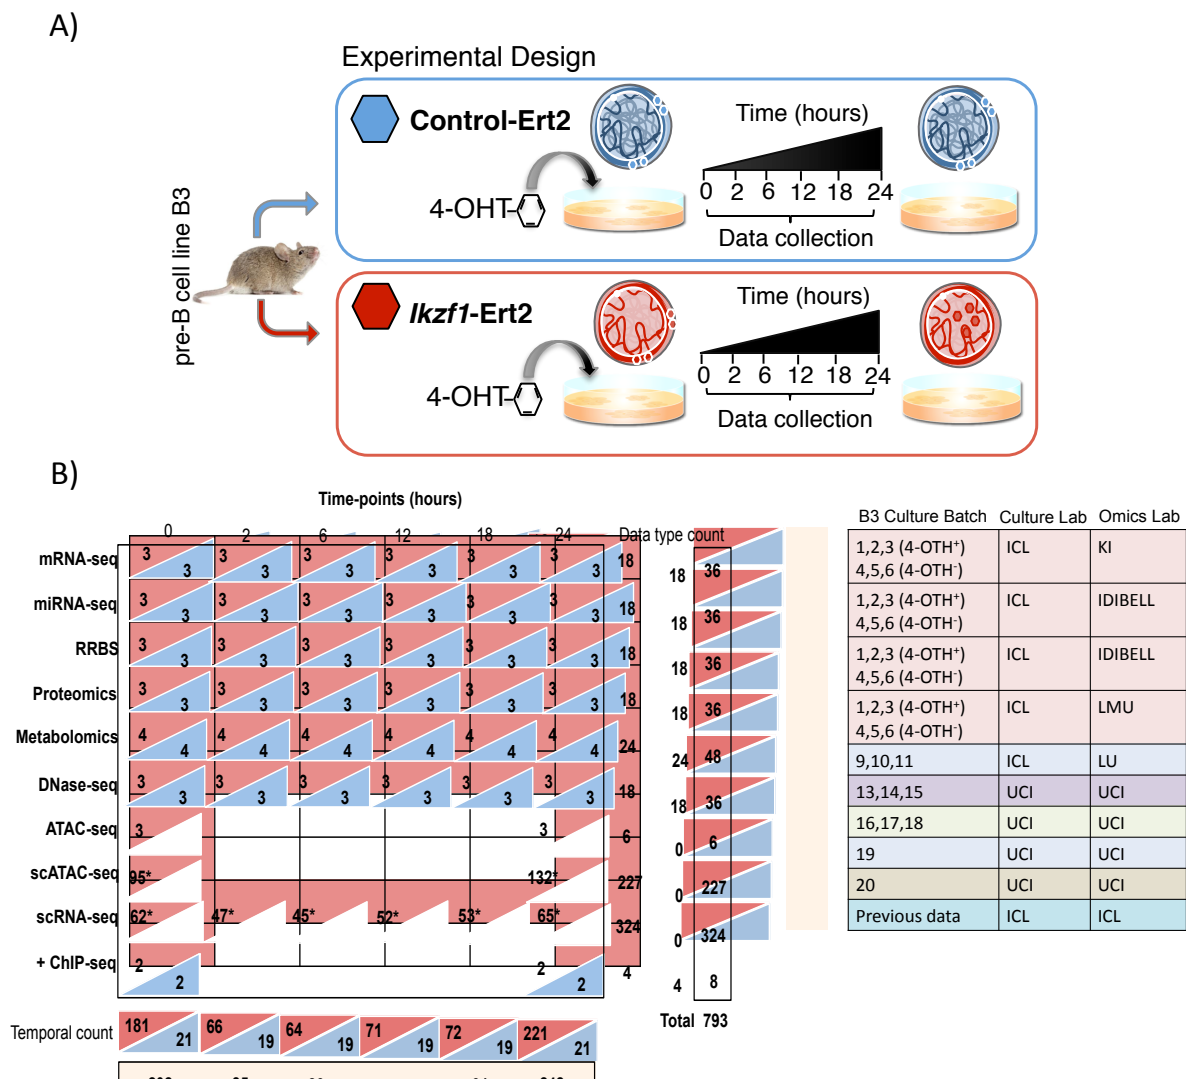 A)
Experimental Design
pre-B cell line B3
Control-Ert2
Time (hours)
4-OHT
0 2 6 12 18 24
Data collection
Ikzf1-Ert2
Time (hours)
4-OHT
0 2 6 12 18 24
Data collection
B)
Time-points (hours)
0 2 6 12 18 24 Data type count
mRNA-seq 3 3 3 3 3 3 3 3 3 3 3 3 18 18 36
miRNA-seq 3 3 3 3 3 3 3 3 3 3 3 3 18 18 36
RRBS 3 3 3 3 3 3 3 3 3 3 3 3 18 18 36
Proteomics 3 3 3 3 3 3 3 3 3 3 3 3 18 18 36
Metabolomics 4 4 4 4 4 4 4 4 4 4 4 4 24 24 48
DNase-seq 3 3 3 3 3 3 3 3 3 3 3 3 18 18 36
ATAC-seq 3 3 6 0 6
scATAC-seq 95* 132* 227 0 227
scRNA-seq 62* 47* 45* 52* 53* 65* 324 0 324
+ ChIP-seq 2 2 2 2 4 4 8
Total 793
Temporal count 181 21 66 19 64 19 71 19 72 19 221 21
B3 Culture Batch Culture Lab Omics Lab
1,2,3 (4-OTH⁺) ICL KI
4,5,6 (4-OTH⁻)
1,2,3 (4-OTH⁺) ICL IDIBELL
4,5,6 (4-OTH⁻)
1,2,3 (4-OTH⁺) ICL IDIBELL
4,5,6 (4-OTH⁻)
1,2,3 (4-OTH⁺) ICL LMU
4,5,6 (4-OTH⁻)
9,10,11 ICL LU
13,14,15 UCI UCI
16,17,18 UCI UCI
19 UCI UCI
20 UCI UCI
Previous data ICL ICL